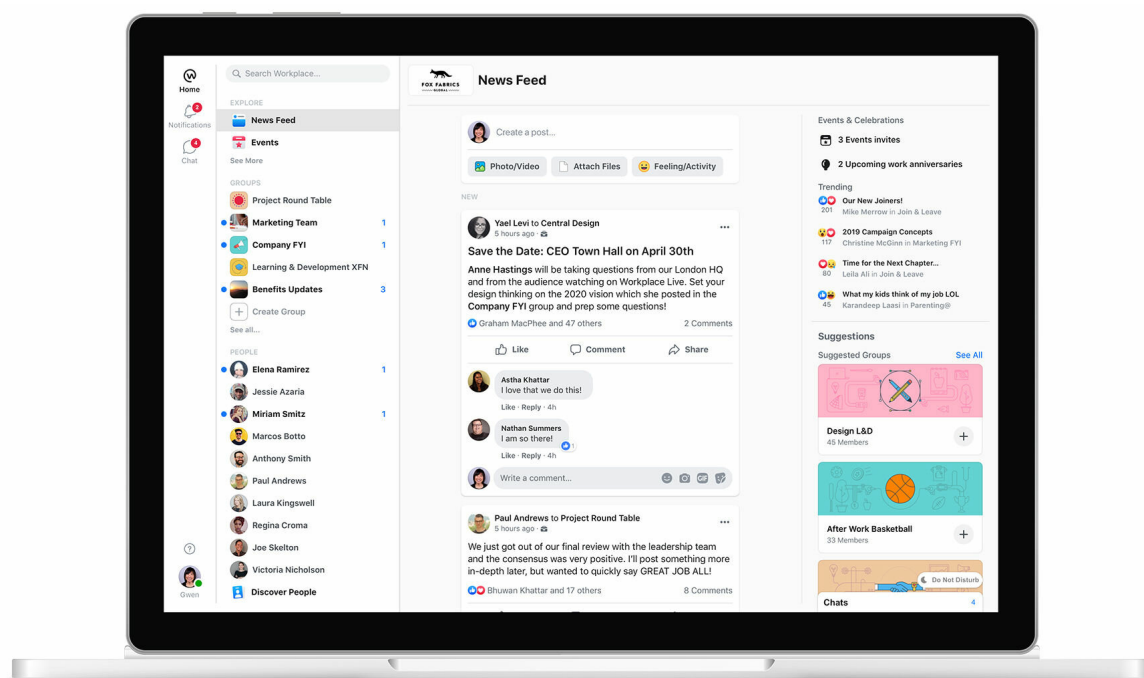 Home
2
Notifications
4
Chat
Gwen
Search Workplace...
EXPLORE
News Feed
Events
See More
GROUPS
Project Round Table
Marketing Team 1
Company FYI 1
Learning & Development XFN
Benefits Updates 3
Create Group
See all...
PEOPLE
Elena Ramirez 1
Jessie Azaria
Miriam Smitz 1
Marcos Botto
Anthony Smith
Paul Andrews
Laura Kingswell
Regina Croma
Joe Skelton
Victoria Nicholson
Discover People
FOX FABRICS
GLOBAL
News Feed
Create a post...
Photo/Video Attach Files Feeling/Activity
NEW
Yael Levi to Central Design
5 hours ago ·
Save the Date: CEO Town Hall on April 30th
Anne Hastings will be taking questions from our London HQ
and from the audience watching on Workplace Live. Set your
design thinking on the 2020 vision which she posted in the
Company FYI group and prep some questions!
Graham MacPhee and 47 others 2 Comments
Like Comment Share
Astha Khattar
I love that we do this!
Like · Reply · 4h
Nathan Summers
I am so there!
1
Like · Reply · 4h
Write a comment...
GIF
Paul Andrews to Project Round Table
5 hours ago ·
We just got out of our final review with the leadership team
and the consensus was very positive. I'll post something more
in-depth later, but wanted to quickly say GREAT JOB ALL!
Bhuwan Khattar and 17 others 8 Comments
Events & Celebrations
3 Events invites
2 Upcoming work anniversaries
Trending
Our New Joiners!
201 Mike Merrow in Join & Leave
2019 Campaign Concepts
117 Christine McGinn in Marketing FYI
Time for the Next Chapter...
80 Leila Ali in Join & Leave
What my kids think of my job LOL
45 Karandeep Laasi in Parenting@
Suggestions
Suggested Groups See All
Design L&D
45 Members
After Work Basketball
33 Members
Do Not Disturb
Chats 4